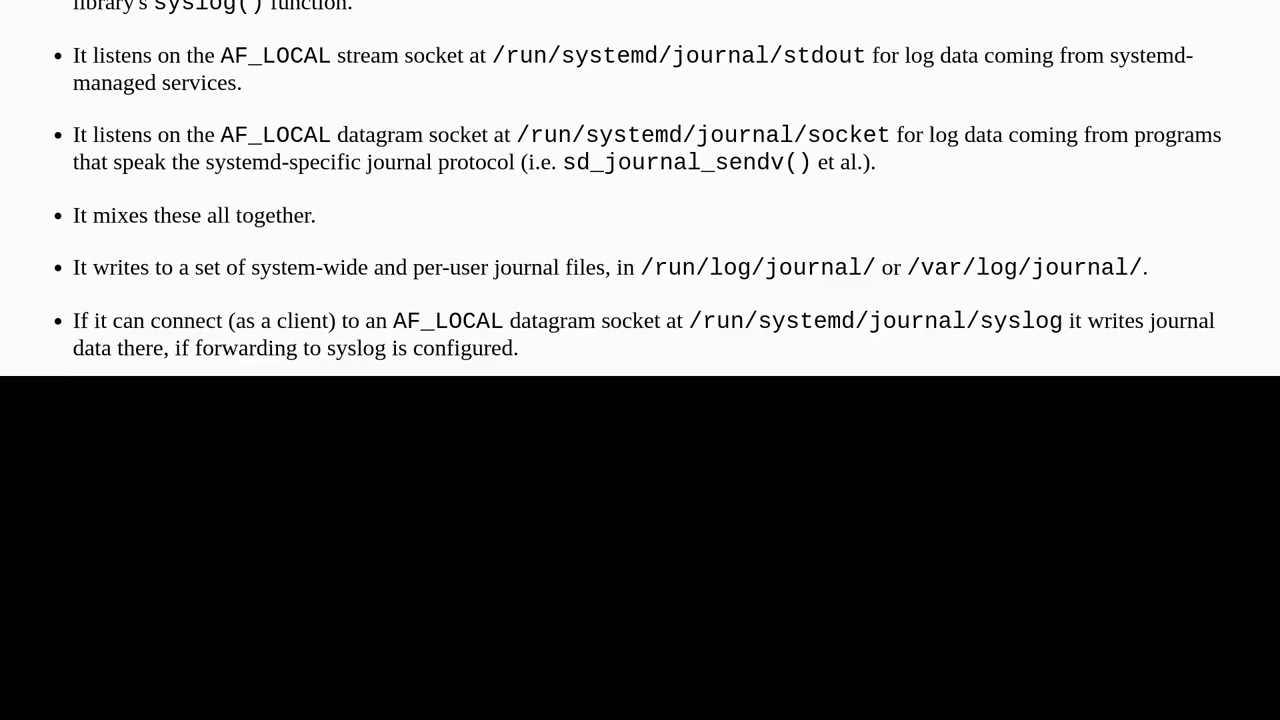 library's syslog() function.
• It listens on the AF_LOCAL stream socket at /run/systemd/journal/stdout for log data coming from systemd-
managed services.
• It listens on the AF_LOCAL datagram socket at /run/systemd/journal/socket for log data coming from programs
that speak the systemd-specific journal protocol (i.e. sd_journal_sendv() et al.).
• It mixes these all together.
• It writes to a set of system-wide and per-user journal files, in /run/log/journal/ or /var/log/journal/.
• If it can connect (as a client) to an AF_LOCAL datagram socket at /run/systemd/journal/syslog it writes journal
data there, if forwarding to syslog is configured.